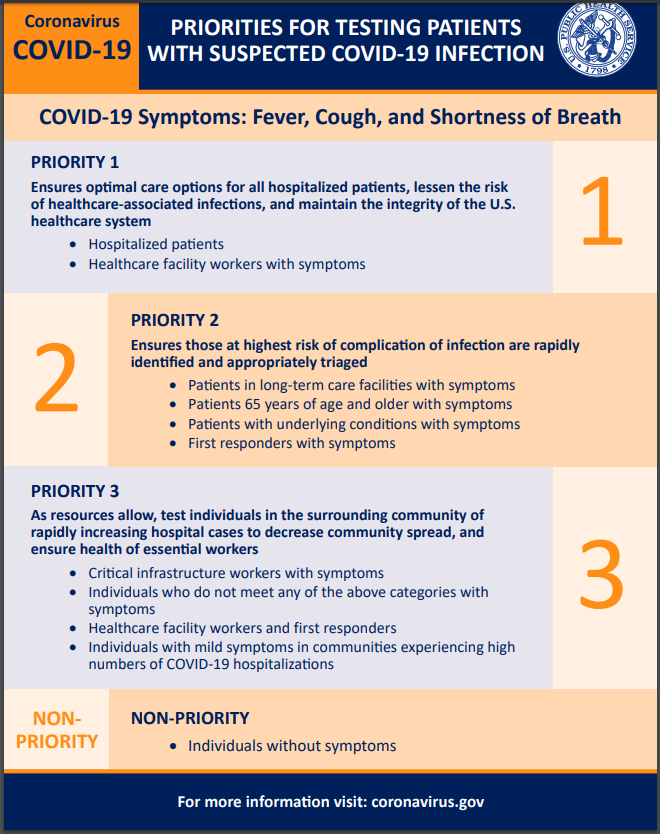 Coronavirus
COVID-19
PRIORITIES FOR TESTING PATIENTS
WITH SUSPECTED COVID-19 INFECTION
U.S. PUBLIC HEALTH SERVICE
• 1798 •
COVID-19 Symptoms: Fever, Cough, and Shortness of Breath
PRIORITY 1
Ensures optimal care options for all hospitalized patients, lessen the risk
of healthcare-associated infections, and maintain the integrity of the U.S.
healthcare system
• Hospitalized patients
• Healthcare facility workers with symptoms
1
2
PRIORITY 2
Ensures those at highest risk of complication of infection are rapidly
identified and appropriately triaged
• Patients in long-term care facilities with symptoms
• Patients 65 years of age and older with symptoms
• Patients with underlying conditions with symptoms
• First responders with symptoms
PRIORITY 3
As resources allow, test individuals in the surrounding community of
rapidly increasing hospital cases to decrease community spread, and
ensure health of essential workers
• Critical infrastructure workers with symptoms
• Individuals who do not meet any of the above categories with
symptoms
• Healthcare facility workers and first responders
• Individuals with mild symptoms in communities experiencing high
numbers of COVID-19 hospitalizations
3
NON-
PRIORITY
NON-PRIORITY
• Individuals without symptoms
For more information visit: coronavirus.gov